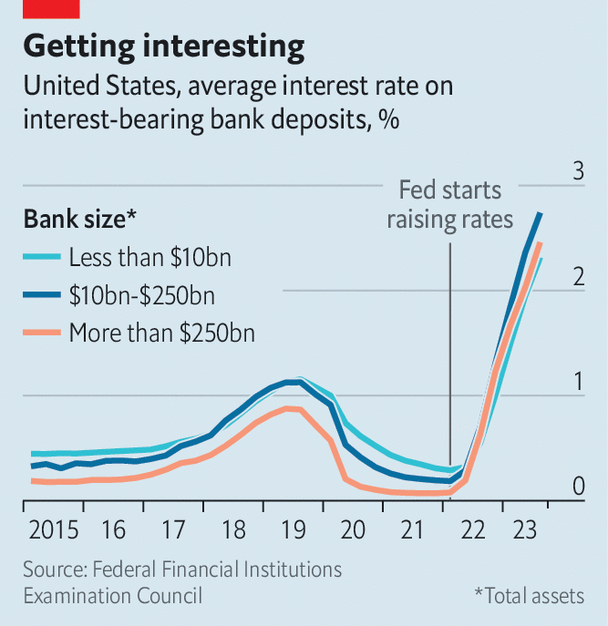 Getting interesting
United States, average interest rate on
interest-bearing bank deposits, %
3
Fed starts
raising rates
Bank size*
Less than $10bn
$10bn-$250bn
2
More than $250bn
1
0
2015 16 17 18 19 20 21 22 23
Source: Federal Financial Institutions
Examination Council
*Total assets